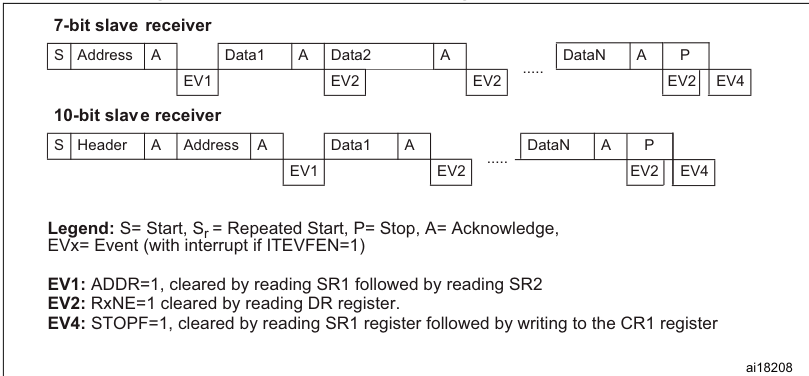 7-bit slave receiver
S Address A Data1 A Data2 A ..... DataN A P
EV1 EV2 EV2 EV2 EV4
10-bit slave receiver
S Header A Address A Data1 A ..... DataN A P
EV1 EV2 EV2 EV4
Legend: S= Start, Sr = Repeated Start, P= Stop, A= Acknowledge,
EVx= Event (with interrupt if ITEVFEN=1)
EV1: ADDR=1, cleared by reading SR1 followed by reading SR2
EV2: RxNE=1 cleared by reading DR register.
EV4: STOPF=1, cleared by reading SR1 register followed by writing to the CR1 register
ai18208